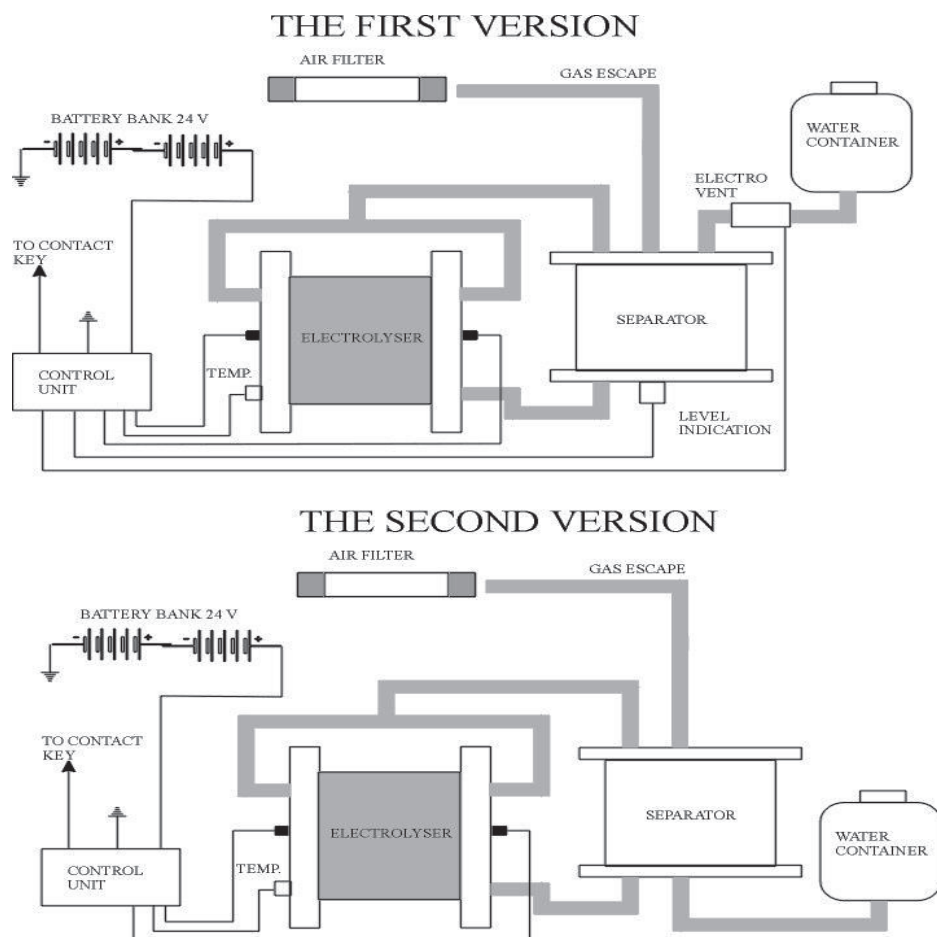 THE FIRST VERSION
AIR FILTER
GAS ESCAPE
BATTERY BANK 24 V
- + - +
WATER
CONTAINER
ELECTRO
VENT
TO CONTACT
KEY
ELECTROLYSER
SEPARATOR
CONTROL
UNIT
TEMP.
LEVEL
INDICATION
THE SECOND VERSION
AIR FILTER
GAS ESCAPE
BATTERY BANK 24 V
- + - +
TO CONTACT
KEY
ELECTROLYSER
SEPARATOR
WATER
CONTAINER
CONTROL
UNIT
TEMP.